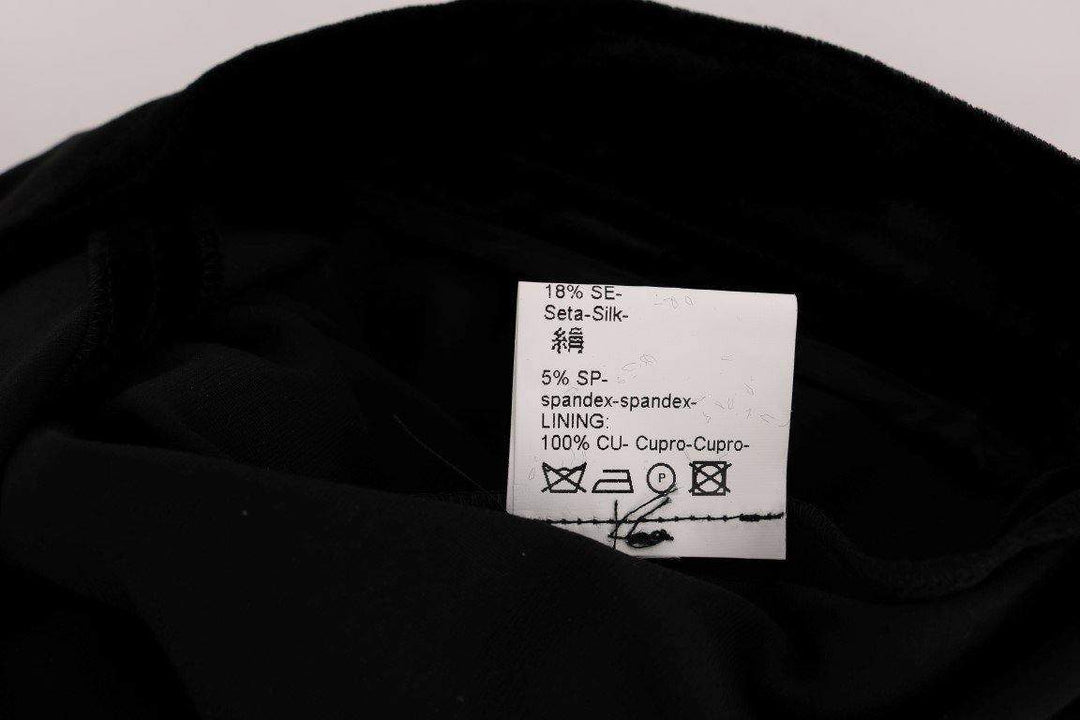 18% SE-
Seta-Silk-
絹
5% SP-
spandex-spandex-
LINING:
100% CU- Cupro-Cupro-
P